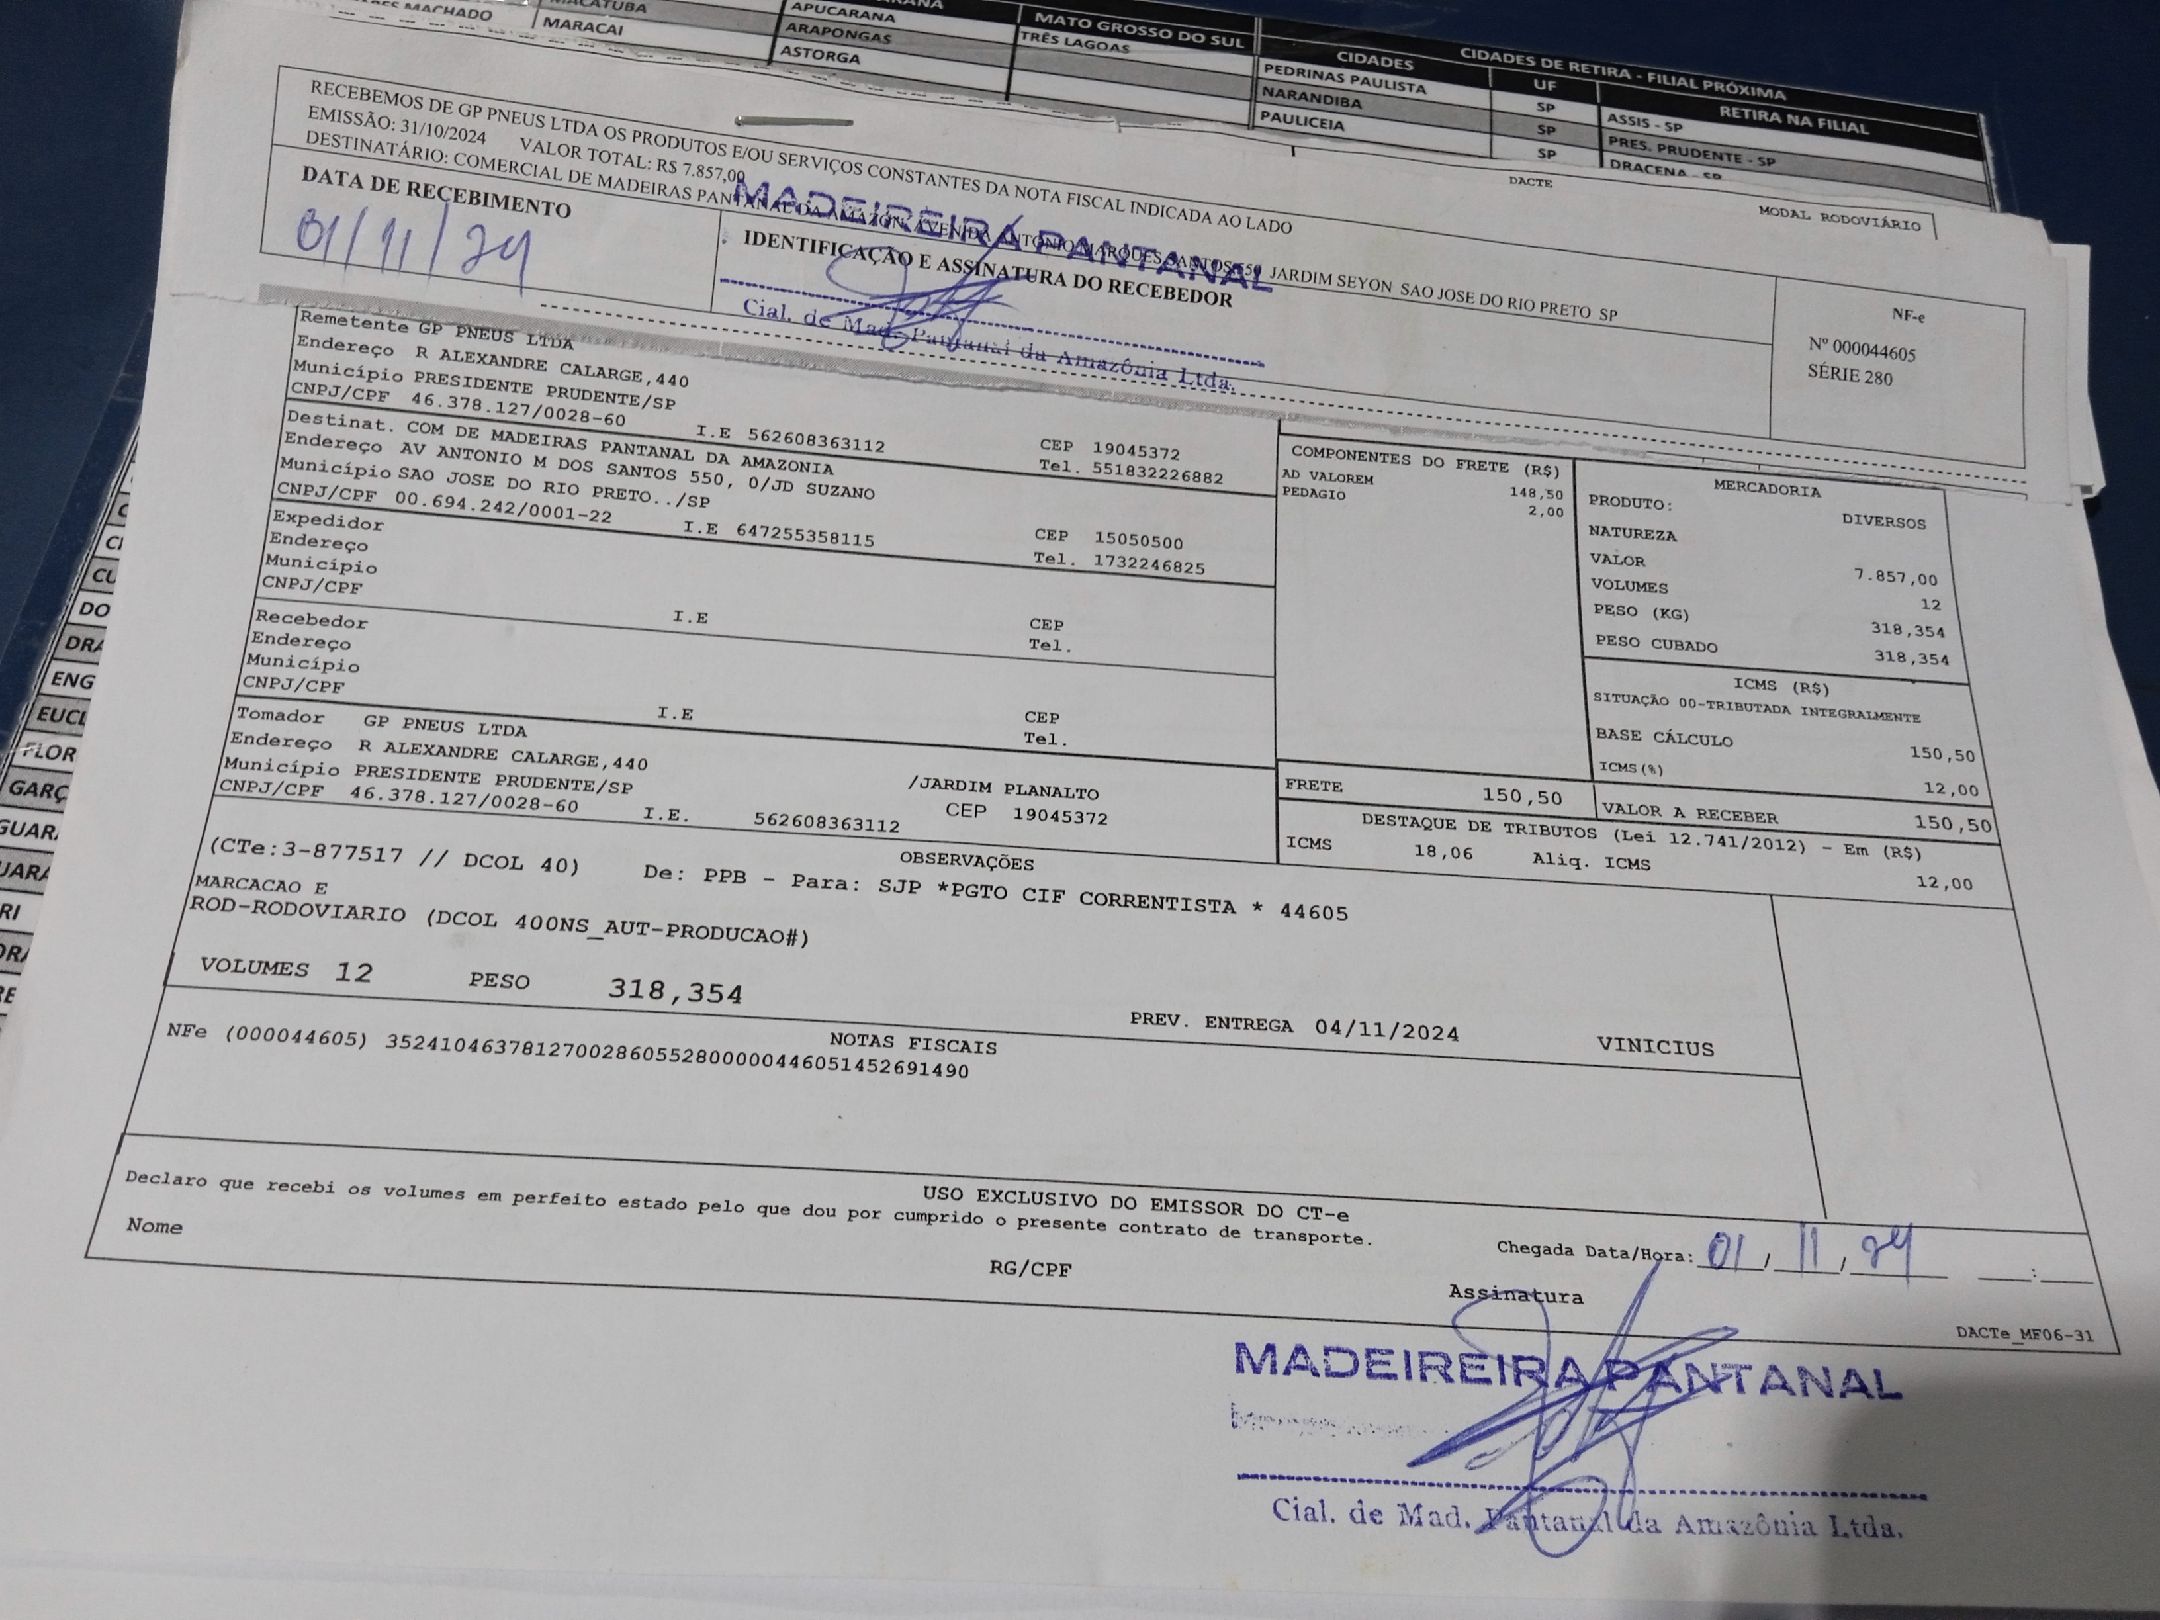 MACHADO
MARACAI
APUCARANA
ARAPONGAS
ASTORGA
MATO GROSSO DO SUL
TRÊS LAGOAS
CIDADES DE RETIRA - FILIAL PRÓXIMA
CIDADES UF RETIRA NA FILIAL
PEDRINAS PAULISTA SP ASSIS - SP
NARANDIBA SP PRES. PRUDENTE - SP
PAULICEIA SP DRACENA - SP
DACTE
MODAL RODOVIÁRIO
RECEBEMOS DE GP PNEUS LTDA OS PRODUTOS E/OU SERVIÇOS CONSTANTES DA NOTA FISCAL INDICADA AO LADO
EMISSÃO: 31/10/2024 VALOR TOTAL: R$ 7.857,00
DESTINATÁRIO: COMERCIAL DE MADEIRAS PANTANAL DA AMAZON, AVENIDA ANTONIO MARQUES SANTOS 550 JARDIM SEYON SAO JOSE DO RIO PRETO SP
DATA DE RECEBIMENTO
01/11/24
IDENTIFICAÇÃO E ASSINATURA DO RECEBEDOR
MADEIREIRA PANTANAL
Cial. de Mad. Pantanal da Amazônia Ltda.
NF-e
Nº 000044605
SÉRIE 280
Remetente GP PNEUS LTDA
Endereço R ALEXANDRE CALARGE,440
Município PRESIDENTE PRUDENTE/SP CEP 19045372
CNPJ/CPF 46.378.127/0028-60 I.E 562608363112 Tel. 551832226882
Destinat. COM DE MADEIRAS PANTANAL DA AMAZONIA
Endereço AV ANTONIO M DOS SANTOS 550, 0/JD SUZANO
Município SAO JOSE DO RIO PRETO../SP CEP 15050500
CNPJ/CPF 00.694.242/0001-22 I.E 647255358115 Tel. 1732246825
Expedidor
Endereço
Município CEP
CNPJ/CPF I.E Tel.
Recebedor
Endereço
Município CEP
CNPJ/CPF I.E Tel.
Tomador GP PNEUS LTDA
Endereço R ALEXANDRE CALARGE,440 /JARDIM PLANALTO
Município PRESIDENTE PRUDENTE/SP CEP 19045372
CNPJ/CPF 46.378.127/0028-60 I.E. 562608363112
COMPONENTES DO FRETE (R$)
AD VALOREM 148,50
PEDAGIO 2,00
MERCADORIA
PRODUTO: DIVERSOS
NATUREZA
VALOR 7.857,00
VOLUMES 12
PESO (KG) 318,354
PESO CUBADO 318,354
ICMS (R$)
SITUAÇÃO 00-TRIBUTADA INTEGRALMENTE
BASE CÁLCULO 150,50
ICMS(%) 12,00
FRETE 150,50 VALOR A RECEBER 150,50
DESTAQUE DE TRIBUTOS (Lei 12.741/2012) - Em (R$)
ICMS 18,06 Aliq. ICMS 12,00
OBSERVAÇÕES
(CTe:3-877517 // DCOL 40) De: PPB - Para: SJP *PGTO CIF CORRENTISTA * 44605
MARCACAO E
ROD-RODOVIARIO (DCOL 400NS_AUT-PRODUCAO#)
VOLUMES 12 PESO 318,354 PREV. ENTREGA 04/11/2024 VINICIUS
NOTAS FISCAIS
NFe (000044605) 35241046378127002860552800000446051452691490
USO EXCLUSIVO DO EMISSOR DO CT-e
Declaro que recebi os volumes em perfeito estado pelo que dou por cumprido o presente contrato de transporte.
Chegada Data/Hora: 01/11/24 __:__
Nome RG/CPF Assinatura
DACTe_MF06-31
MADEIREIRA PANTANAL
Cial. de Mad. Pantanal da Amazônia Ltda.